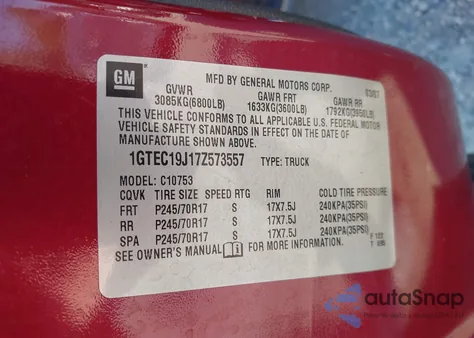 GM
MFD BY GENERAL MOTORS CORP. 03/07
GVWR GAWR FRT GAWR RR
3085KG(6800LB) 1633KG(3600LB) 1792KG(3950LB)
THIS VEHICLE CONFORMS TO ALL APPLICABLE U.S. FEDERAL MOTOR
VEHICLE SAFETY STANDARDS IN EFFECT ON THE DATE OF
MANUFACTURE SHOWN ABOVE.
1GTEC19J17Z573557 TYPE: TRUCK
MODEL: C10753
CQVK TIRE SIZE SPEED RTG RIM COLD TIRE PRESSURE
FRT P245/70R17 S 17X7.5J 240KPA(35PSI)
RR P245/70R17 S 17X7.5J 240KPA(35PSI)
SPA P245/70R17 S 17X7.5J 240KPA(35PSI)
SEE OWNER'S MANUAL FOR MORE INFORMATION.
autoSnap